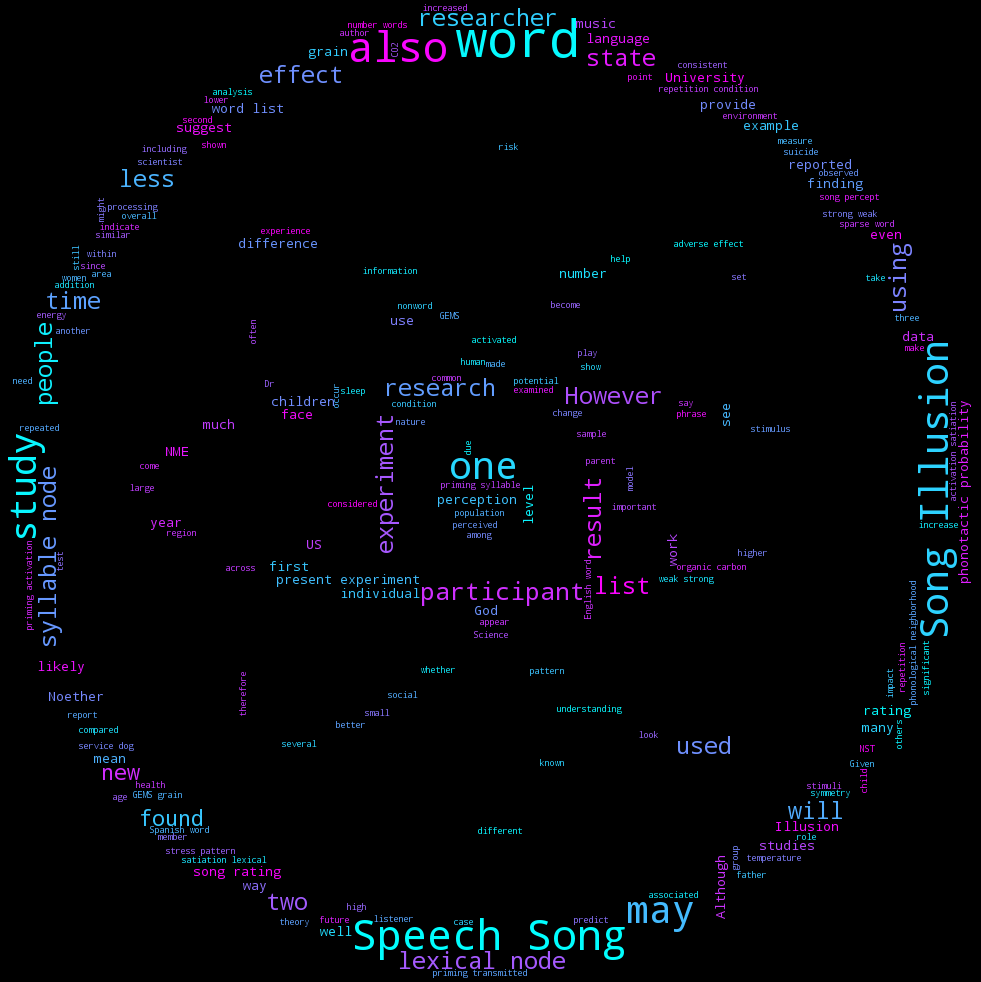 increased
researcher
number words
music
author
also
word
CO2
language
grain
state
consistent
effect
University
point
repetition condition
analysis
lower
word list
provide
environment
second
suggest
example
shown
measure
including
risk
suicide
scientist
reported
observed
less
finding
song percept
processing
might
strong weak
overall
sparse word
indicate
similar
experience
even
difference
adverse effect
still
within
using
help
since
information
number
area
women
set
take
addition
time
nonword
become
energy
GEMS
three
use
another
often
data
people
activated
make
play
Song Illusion
human
made
show
need
common
potential
Dr
research
sleep
examined
However
occur
children
condition
say
activation satiation
phonotactic probability
face
change
phrase
see
nature
much
repeated
stimulus
experiment
sample
study
due
NME
one
parent
come
syllable node
model
result
priming syllable
large
level
perception
considered
important
population
year
perceived
increase
region
among
work
US
test
higher
priming activation
across
first
organic carbon
English word
present experiment
weak strong
list
individual
participant
phonological neighborhood
God
appear
Science
significant
repetition
likely
whether
pattern
impact
therefore
Noether
social
understanding
rating
report
small
better
many
others
compared
look
service dog
several
used
NST
mean
known
Given
new
child
health
stimuli
age
GEMS grain
symmetry
found
will
different
Illusion
Spanish word
member
role
studies
stress pattern
group
temperature
satiation lexical
Although
song rating
father
way
associated
two
high
may
theory
future
listener
case
predict
well
Speech Song
lexical node
priming transmitted